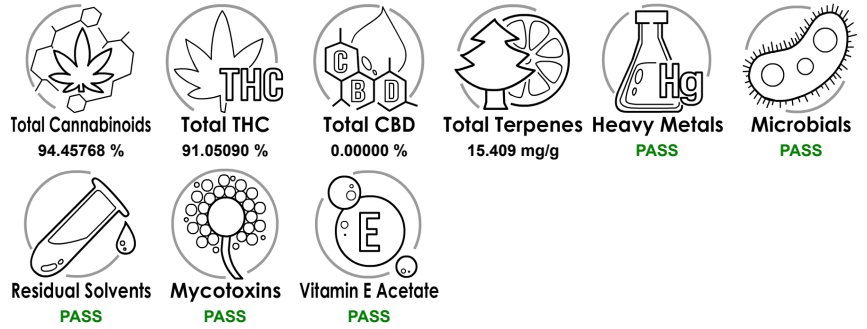 THC
C B D
Hg
Total Cannabinoids Total THC Total CBD Total Terpenes Heavy Metals Microbials
94.45768 % 91.05090 % 0.00000 % 15.409 mg/g PASS PASS
E
Residual Solvents Mycotoxins Vitamin E Acetate
PASS PASS PASS